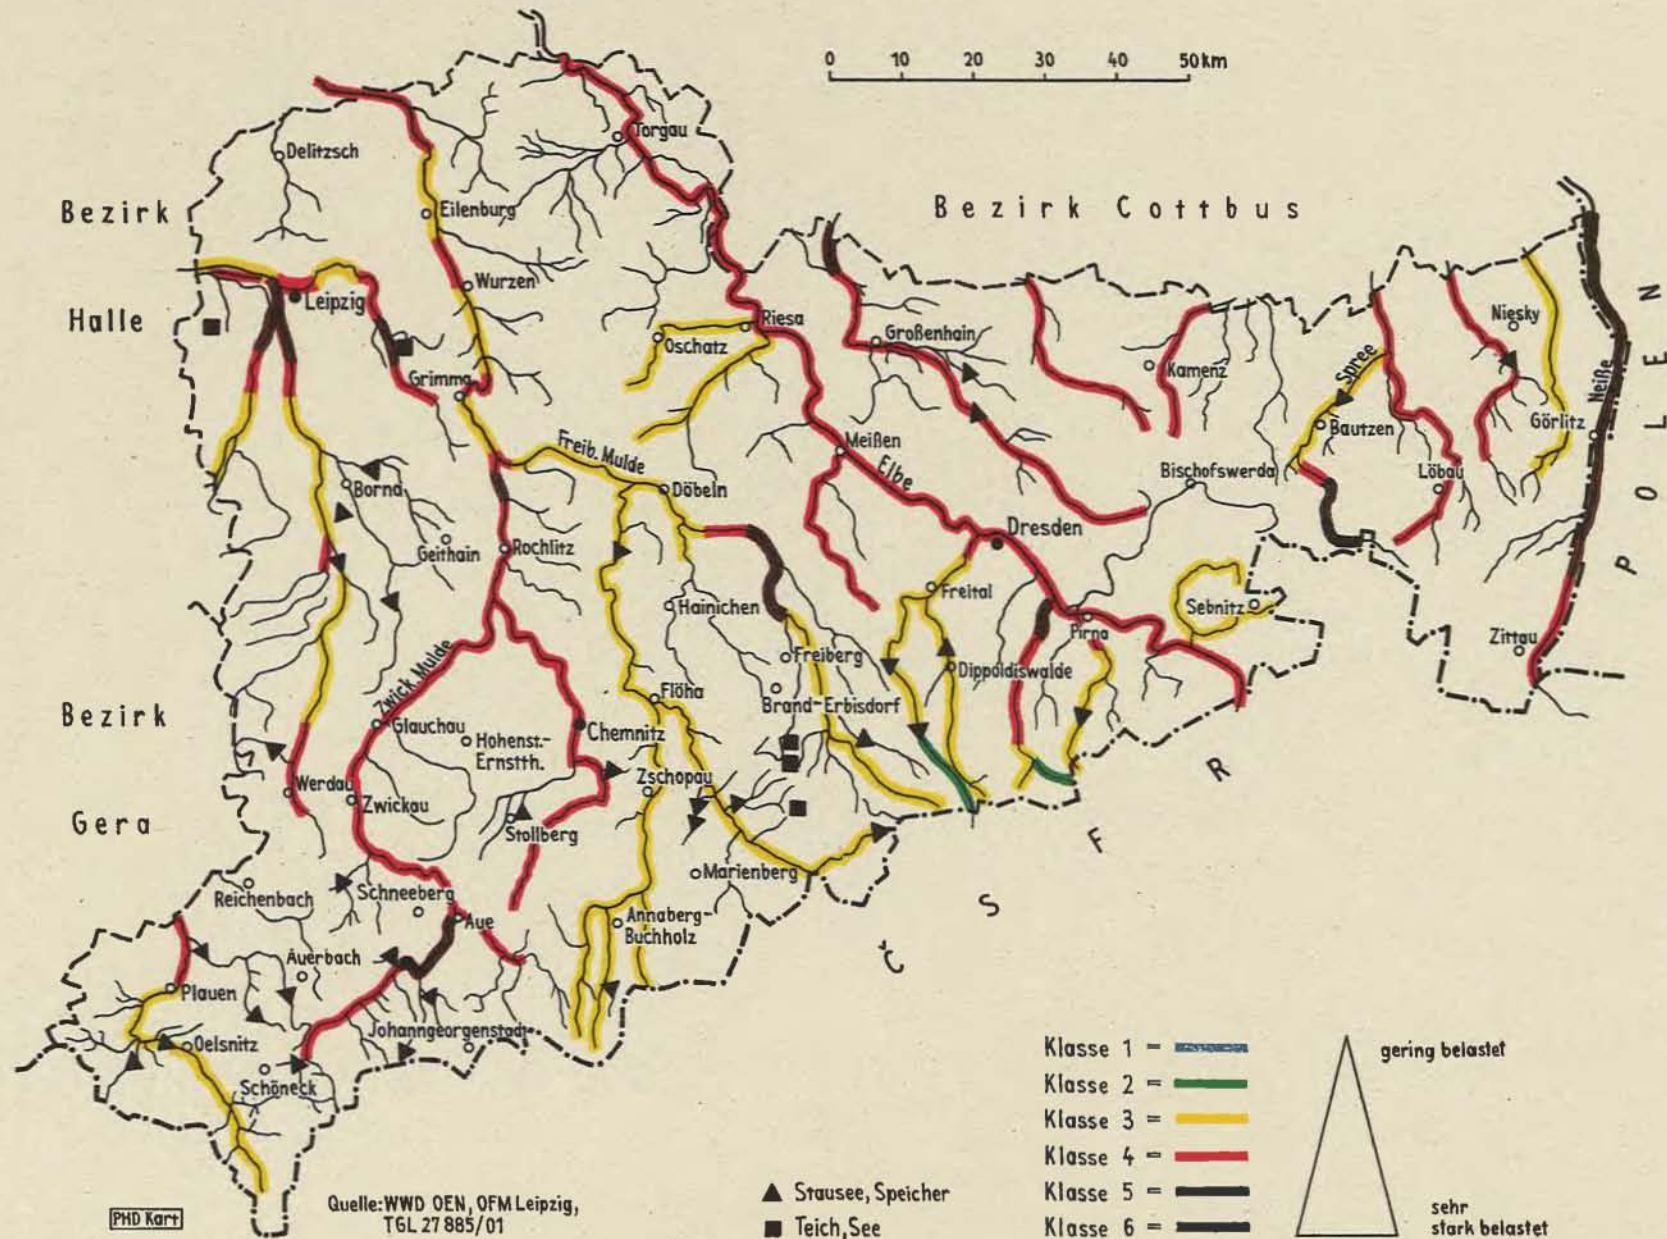 0 10 20 30 40 50 km
Torgau
Delitzsch
Bezirk
Eilenburg
Bezirk Cottbus
Wurzen
Leipzig
Halle
Riesa
Oschatz
Großenhain
Niesky
Kamenz
Spree
Neiße
POLEN
Grimma
Görlitz
Bautzen
Meißen
Freib. Mulde
Elbe
Bischofswerda
Löbau
Borna
Döbeln
Dresden
Geithain
Rochlitz
Freital
Hainichen
Sebnitz
Pirna
Zittau
Zwick Mulde
Freiberg
Dippoldiswalde
Flöha
Bezirk
Brand-Erbisdorf
Glauchau
Chemnitz
Hohenst.-
Ernstth.
Zschopau
Werdau
Zwickau
Gera
Stollberg
ČSFR
Marienberg
Reichenbach
Schneeberg
Aue
Annaberg-
Buchholz
Auerbach
Plauen
Johanngeorgenstadt
Oelsnitz
Schöneck
Klasse 1 =
Klasse 2 =
Klasse 3 =
Klasse 4 =
Klasse 5 =
Klasse 6 =
gering belastet
sehr
stark belastet
Stausee, Speicher
Teich, See
Quelle: WWD OEN, OFM Leipzig,
TGL 27 885/01
PHD Kart